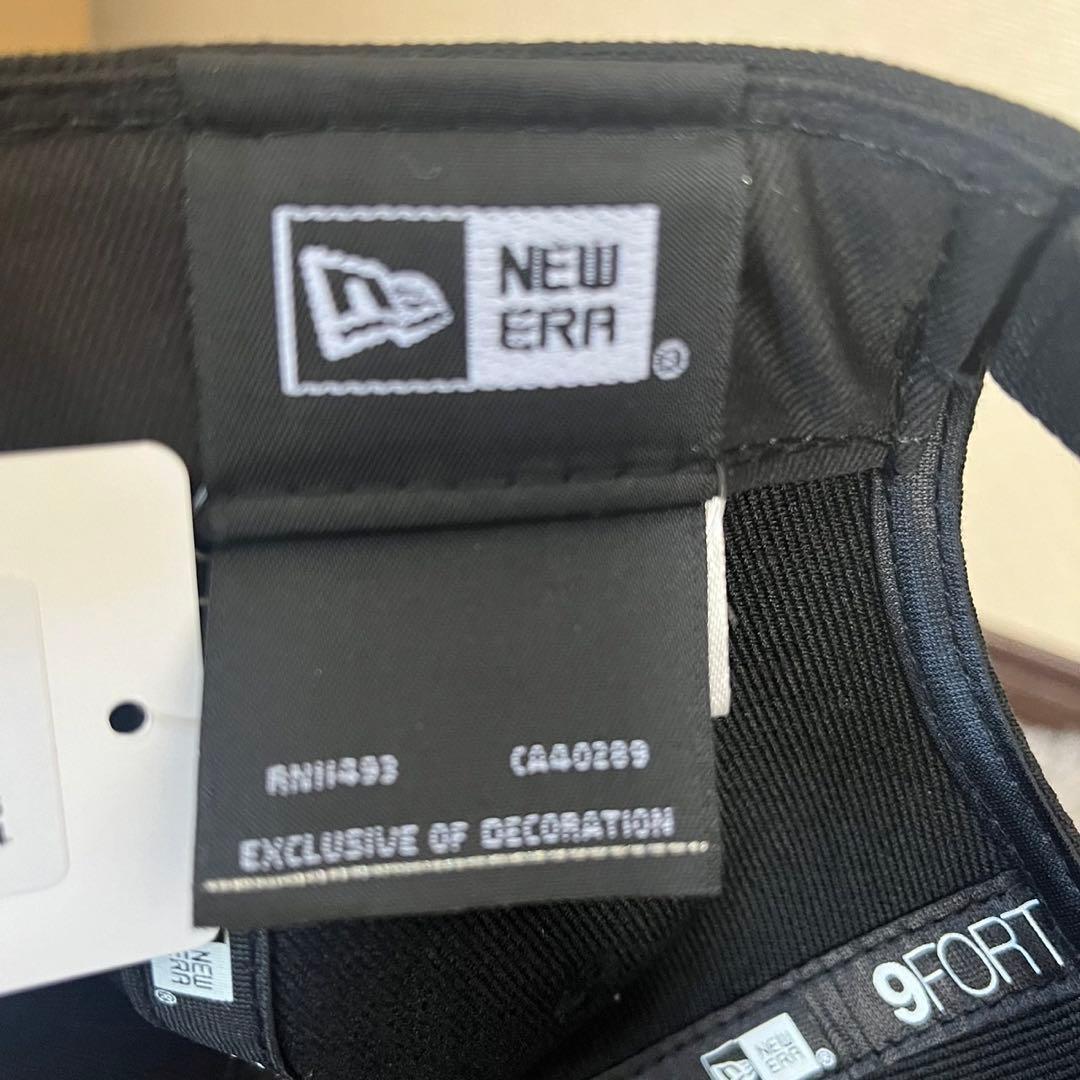 NEW
ERA
®
RN11493 CA40289
EXCLUSIVE OF DECORATION
NEW
ERA
®
9FORT
NEW
ERA
®